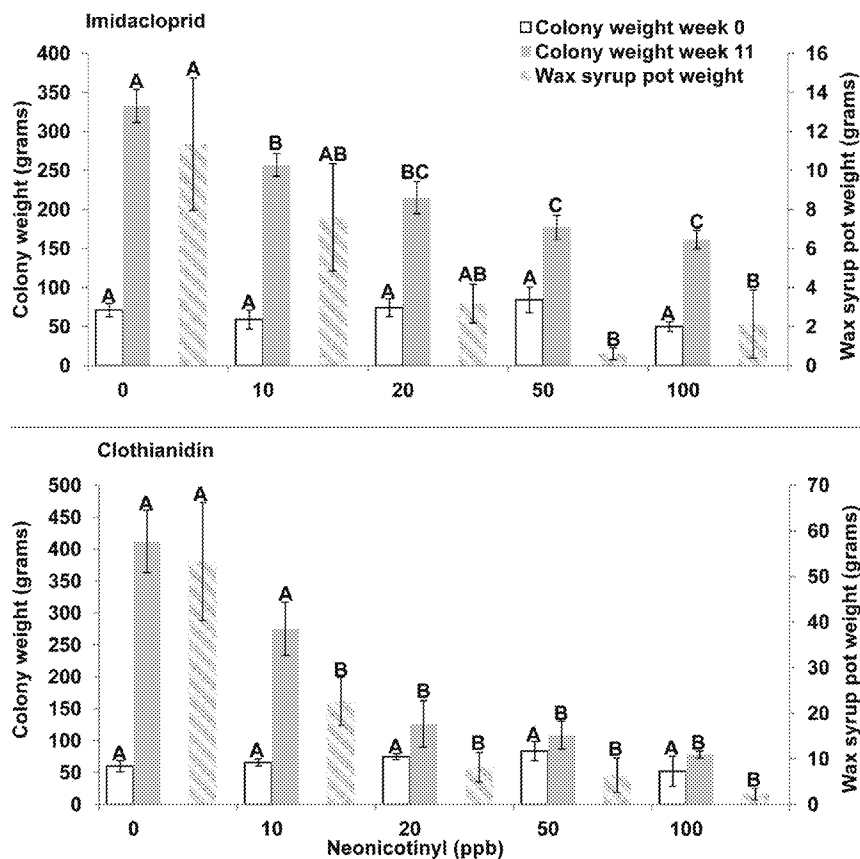 Imidacloprid
Colony weight week 0
Colony weight week 11
Wax syrup pot weight
Colony weight (grams)
400
350
300
250
200
150
100
50
0
A A A
A B AB
A BC AB
A C B
A C B
16
14
12
10
8
6
4
2
0
Wax syrup pot weight (grams)
0 10 20 50 100
Clothianidin
Colony weight (grams)
500
450
400
350
300
250
200
150
100
50
0
A A A
A A B
A B B
A B B
A B B
70
60
50
40
30
20
10
0
Wax syrup pot weight (grams)
0 10 20 50 100
Neonicotinyl (ppb)